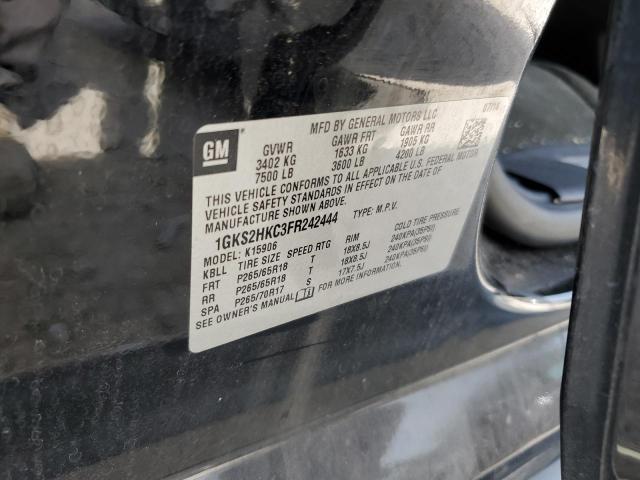 GM
MFD BY GENERAL MOTORS LLC
07/14
GVWR GAWR FRT GAWR RR
3402 KG 1633 KG 1905 KG
7500 LB 3600 LB 4200 LB
THIS VEHICLE CONFORMS TO ALL APPLICABLE U.S. FEDERAL MOTOR
VEHICLE SAFETY STANDARDS IN EFFECT ON THE DATE OF
MANUFACTURE SHOWN ABOVE.
1GKS2HKC3FR242444 TYPE: M.P.V.
KBLL MODEL: K15906
TIRE SIZE SPEED RTG RIM COLD TIRE PRESSURE
FRT P265/65R18 T 18X8.5J 240KPA(35PSI)
RR P265/65R18 T 18X8.5J 240KPA(35PSI)
SPA P265/70R17 S 17X7.5J 240KPA(35PSI)
SEE OWNER'S MANUAL FOR MORE INFORMATION.